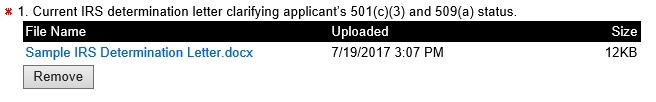 * 1. Current IRS determination letter clarifying applicant's 501(c)(3) and 509(a) status.
File Name Uploaded Size
Sample IRS Determination Letter.docx 7/19/2017 3:07 PM 12KB
Remove